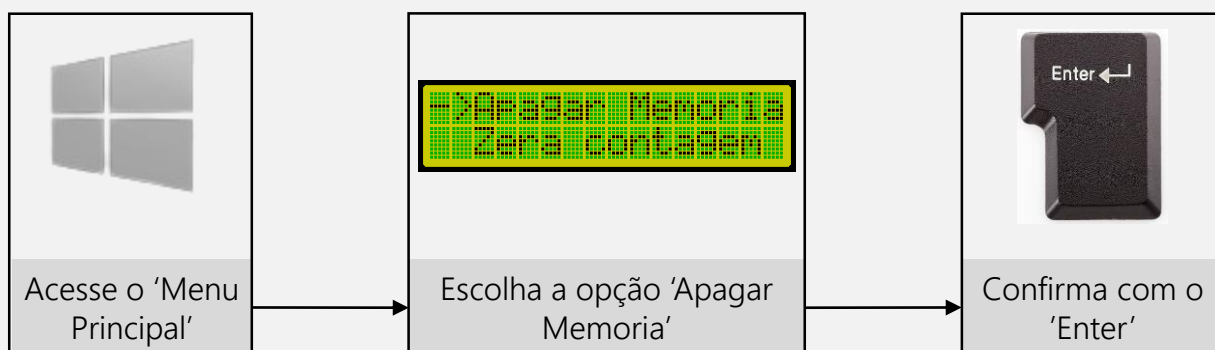 ->Apagar Memoria
Zera contagem
Enter
Acesse o ‘Menu
Principal’
Escolha a opção ‘Apagar
Memoria’
Confirma com o
’Enter’